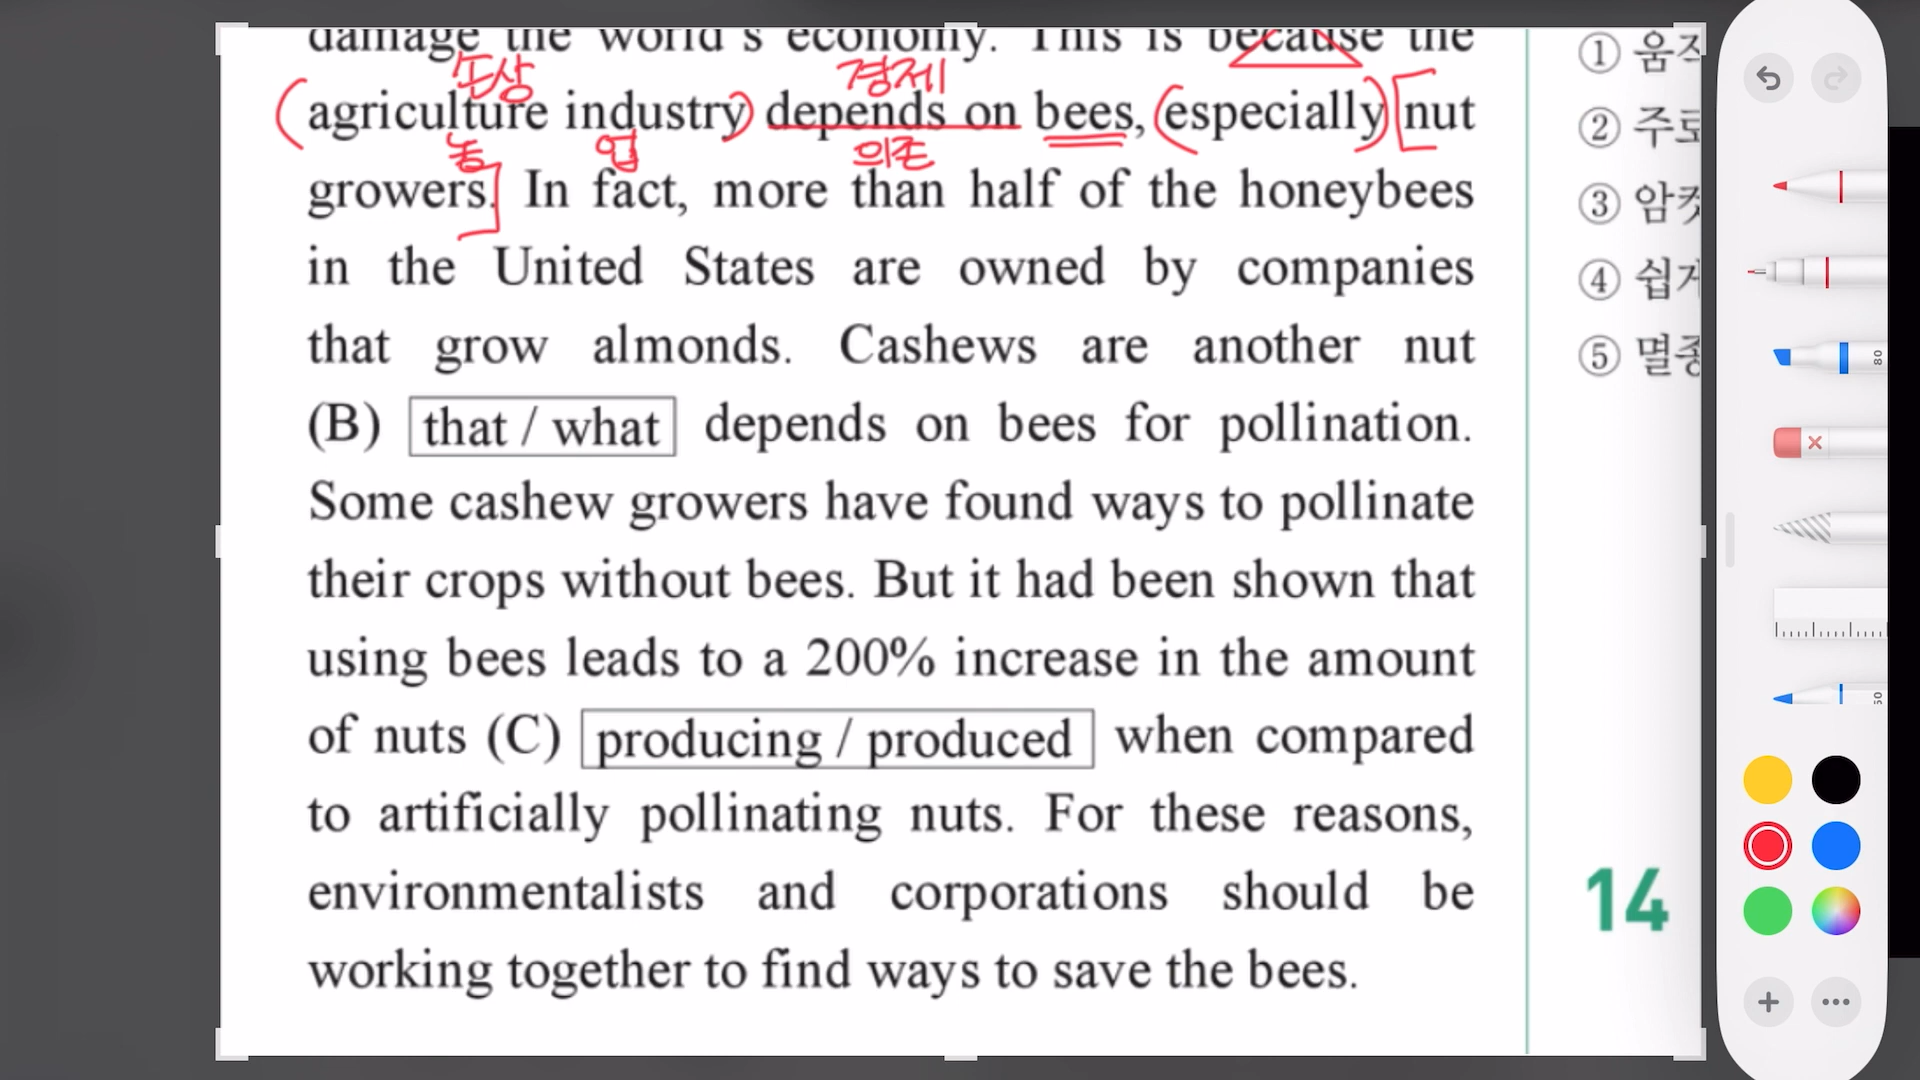 damage the world's economy. This is because the
손상 경제
(agriculture industry) depends on bees, (especially) [nut
농 업 의존
growers.] In fact, more than half of the honeybees
in the United States are owned by companies
that grow almonds. Cashews are another nut
(B) that / what depends on bees for pollination.
Some cashew growers have found ways to pollinate
their crops without bees. But it had been shown that
using bees leads to a 200% increase in the amount
of nuts (C) producing / produced when compared
to artificially pollinating nuts. For these reasons,
environmentalists and corporations should be
working together to find ways to save the bees.
① 움
② 주로
③ 암컷
④ 쉽게
⑤ 멸종
14
80
50